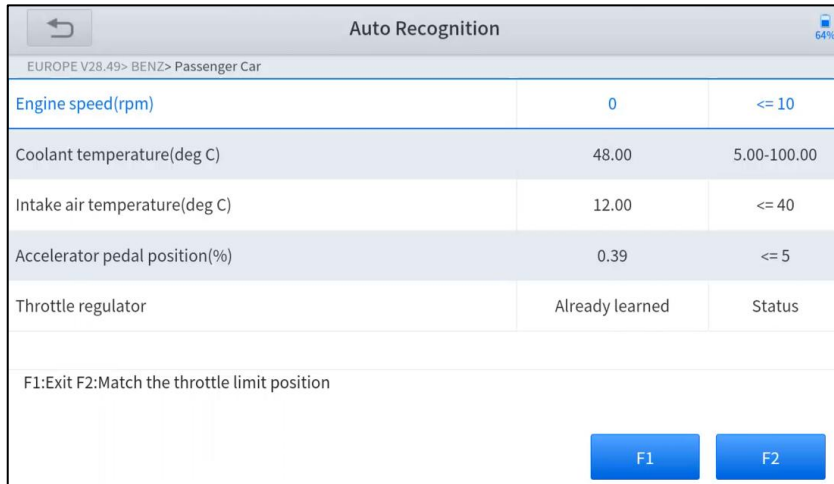 Auto Recognition
64%
EUROPE V28.49> BENZ> Passenger Car
Engine speed(rpm) 0 <= 10
Coolant temperature(deg C) 48.00 5.00-100.00
Intake air temperature(deg C) 12.00 <= 40
Accelerator pedal position(%) 0.39 <= 5
Throttle regulator Already learned Status
F1:Exit F2:Match the throttle limit position
F1 F2